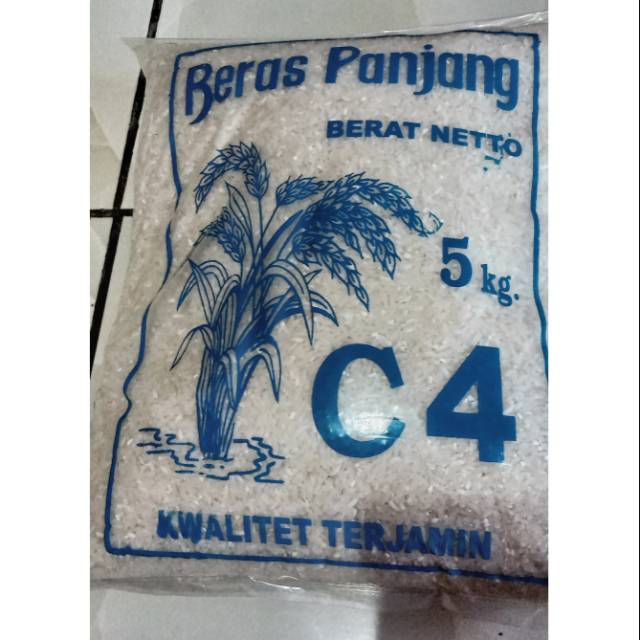 Beras Panjang
BERAT NETTO
5 kg.
C4
KWALITET TERJAMIN